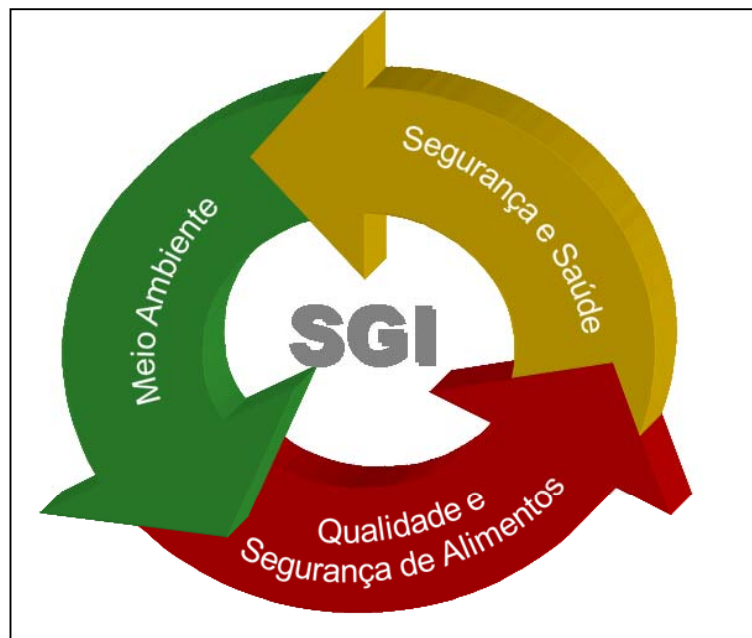 Segurança e Saúde
Meio Ambiente
SGI
Qualidade e
Segurança de Alimentos